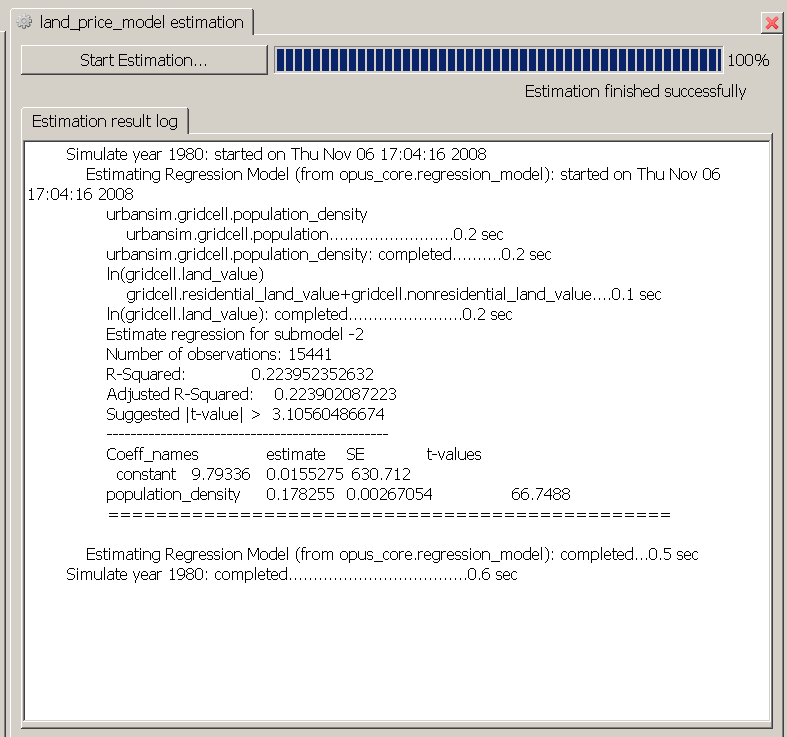 land_price_model estimation
Start Estimation...
100%
Estimation finished successfully
Estimation result log
Simulate year 1980: started on Thu Nov 06 17:04:16 2008
Estimating Regression Model (from opus_core.regression_model): started on Thu Nov 06
17:04:16 2008
urbansim.gridcell.population_density
urbansim.gridcell.population.........................0.2 sec
urbansim.gridcell.population_density: completed..........0.2 sec
ln(gridcell.land_value)
gridcell.residential_land_value+gridcell.nonresidential_land_value....0.1 sec
ln(gridcell.land_value): completed.......................0.2 sec
Estimate regression for submodel -2
Number of observations: 15441
R-Squared: 0.223952352632
Adjusted R-Squared: 0.223902087223
Suggested |t-value| > 3.10560486674
-----------------------------------------------
Coeff_names estimate SE t-values
constant 9.79336 0.0155275 630.712
population_density 0.178255 0.00267054 66.7488
===============================================
Estimating Regression Model (from opus_core.regression_model): completed...0.5 sec
Simulate year 1980: completed....................................0.6 sec